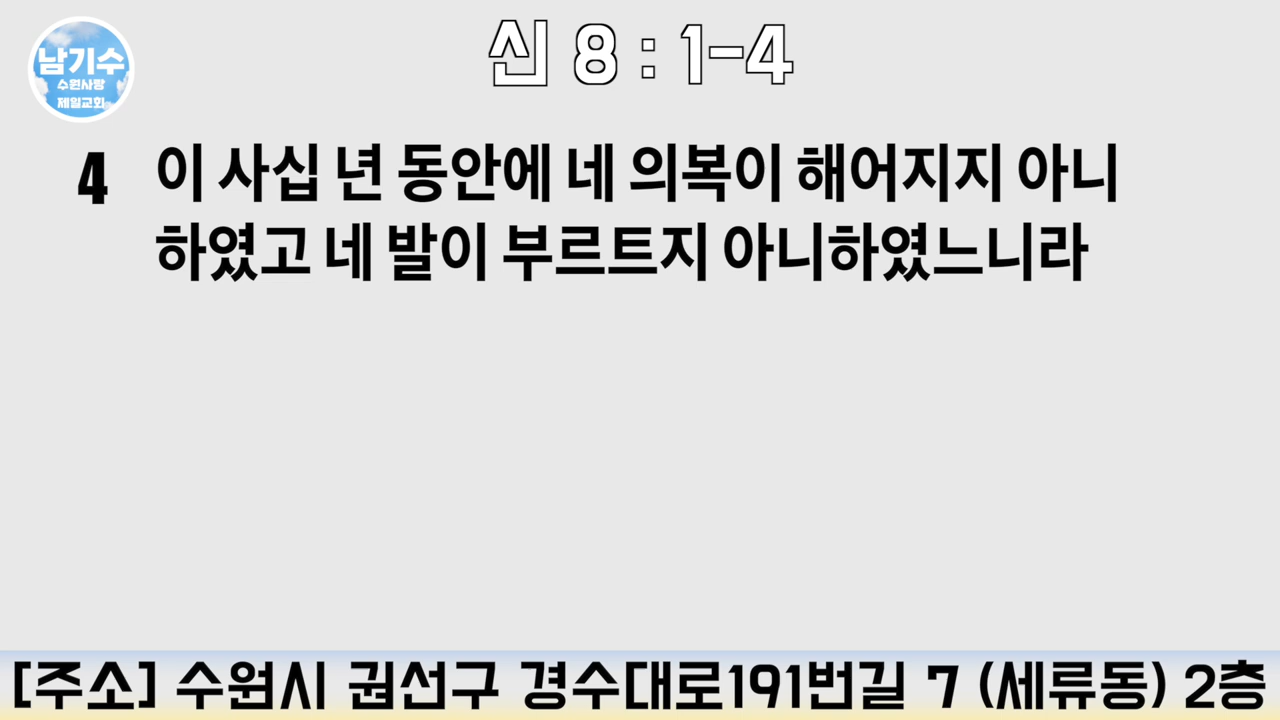 남기수
수원사랑
제일교회
신 8 : 1-4
4 이 사십 년 동안에 네 의복이 해어지지 아니
하였고 네 발이 부르트지 아니하였느니라
[주소] 수원시 권선구 경수대로191번길 7 (세류동) 2층